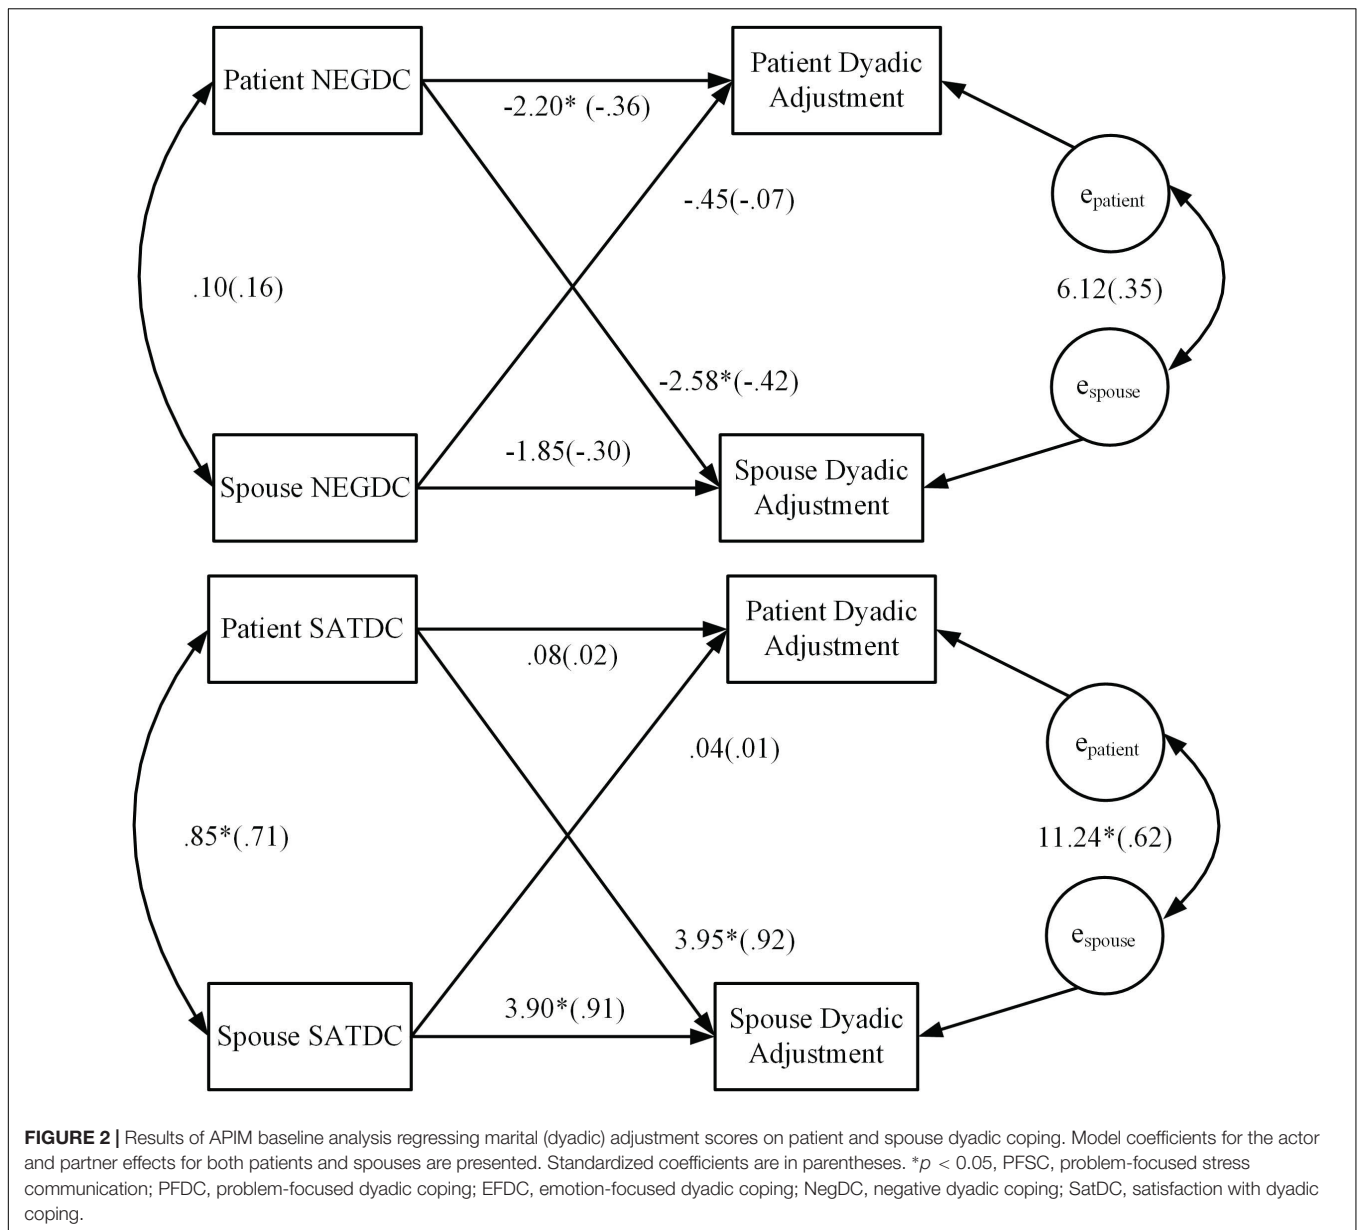 Patient NEGDC
Patient Dyadic
Adjustment
-2.20* (-.36)
-.45(-.07)
epatient
.10(.16)
6.12(.35)
-2.58*(-.42)
espouse
-1.85(-.30)
Spouse NEGDC
Spouse Dyadic
Adjustment
Patient SATDC
Patient Dyadic
Adjustment
.08(.02)
.04(.01)
epatient
.85*(.71)
11.24*(.62)
3.95*(.92)
espouse
3.90*(.91)
Spouse SATDC
Spouse Dyadic
Adjustment
FIGURE 2 | Results of APIM baseline analysis regressing marital (dyadic) adjustment scores on patient and spouse dyadic coping. Model coefficients for the actor
and partner effects for both patients and spouses are presented. Standardized coefficients are in parentheses. *p < 0.05, PFSC, problem-focused stress
communication; PFDC, problem-focused dyadic coping; EFDC, emotion-focused dyadic coping; NegDC, negative dyadic coping; SatDC, satisfaction with dyadic
coping.